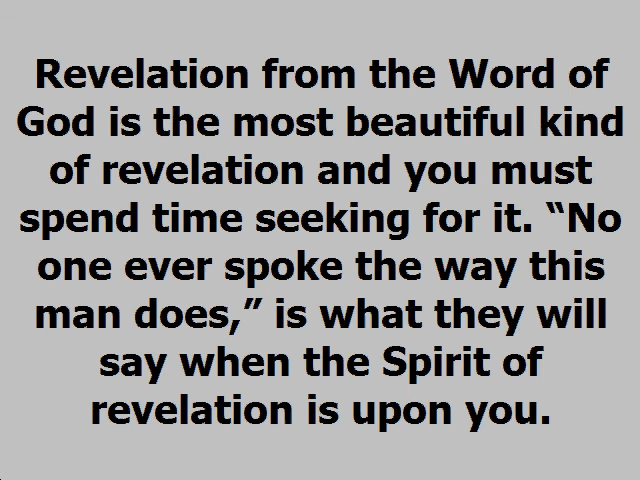 Revelation from the Word of
God is the most beautiful kind
of revelation and you must
spend time seeking for it. “No
one ever spoke the way this
man does,” is what they will
say when the Spirit of
revelation is upon you.